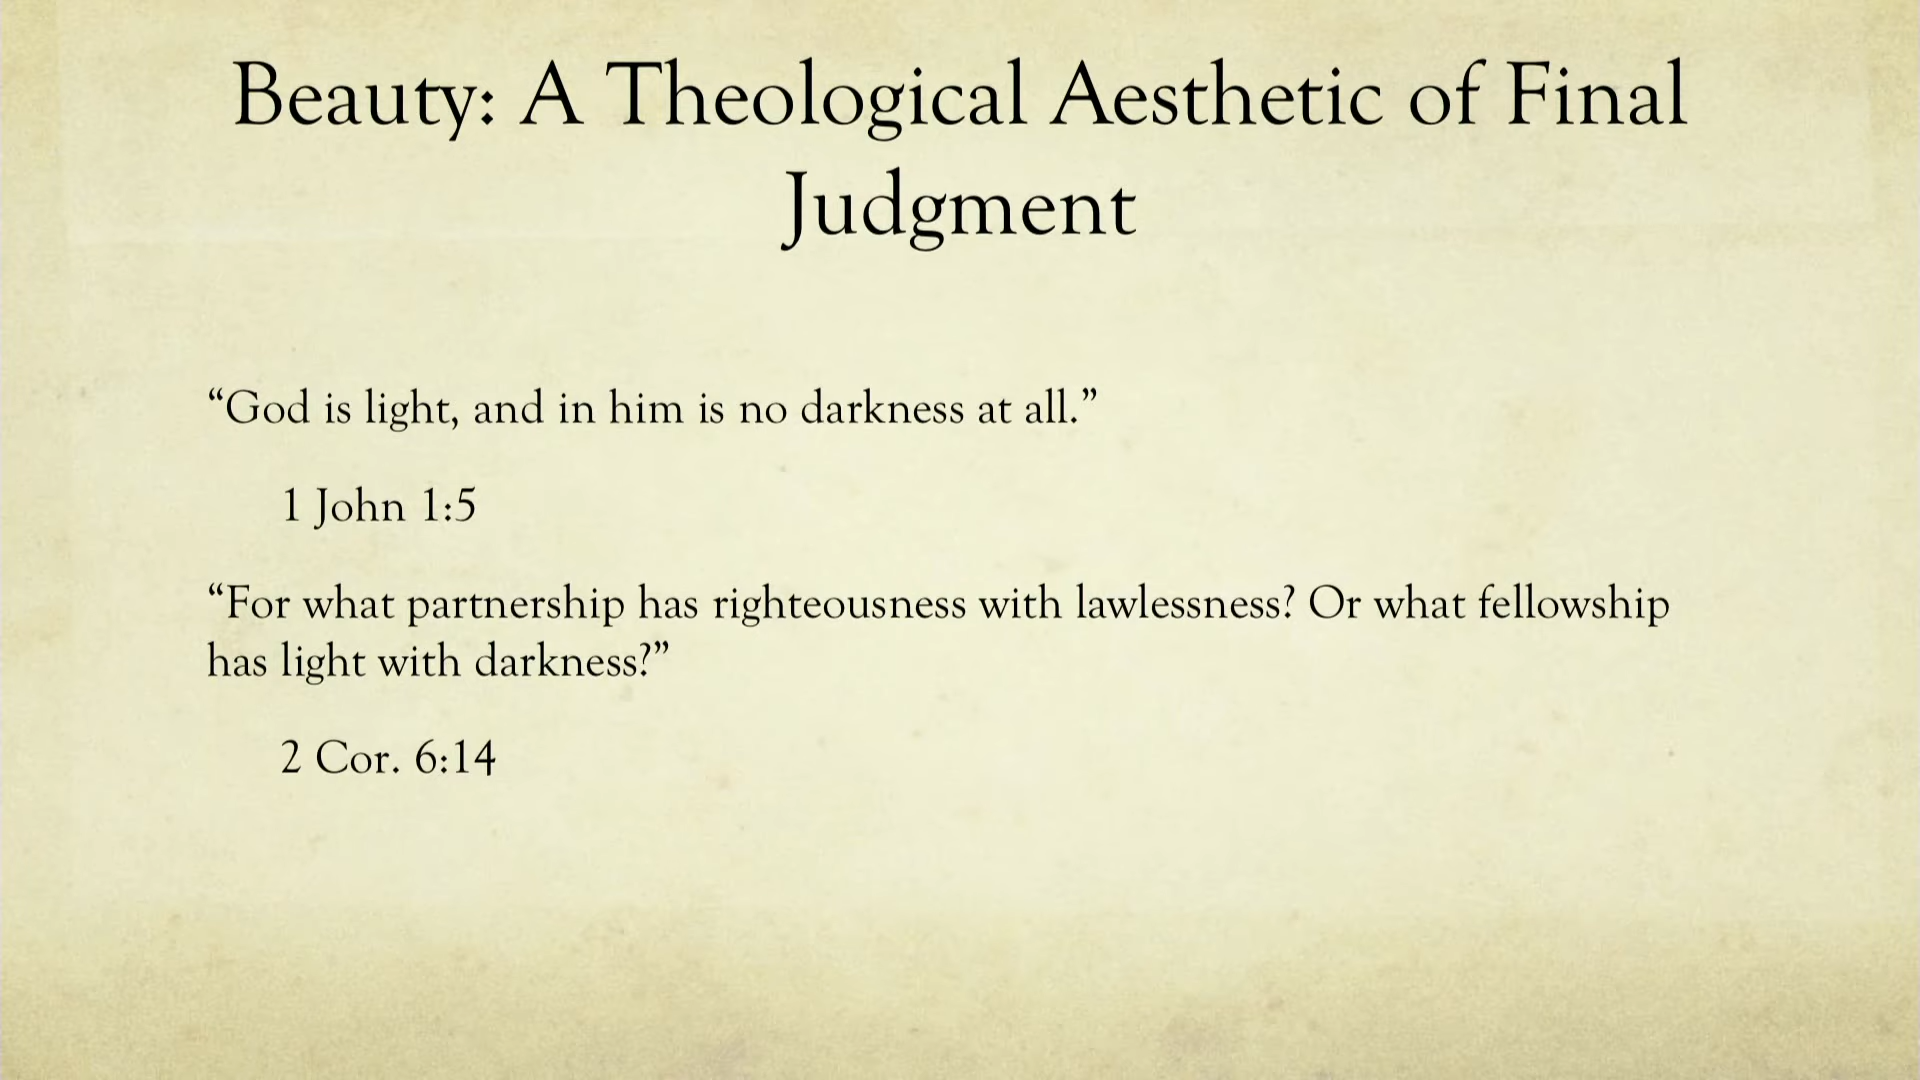 Beauty: A Theological Aesthetic of Final
Judgment
“God is light, and in him is no darkness at all.”
1 John 1:5
“For what partnership has righteousness with lawlessness? Or what fellowship
has light with darkness?”
2 Cor. 6:14